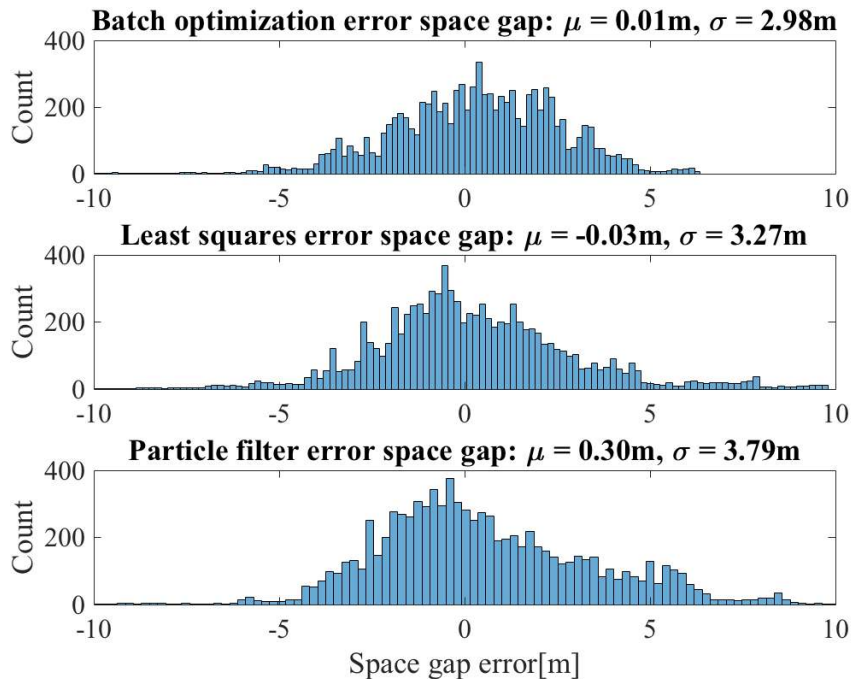 Batch optimization error space gap: μ = 0.01m, σ = 2.98m
400
200
0
Count
-10 -5 0 5 10
Least squares error space gap: μ = -0.03m, σ = 3.27m
400
200
0
Count
-10 -5 0 5 10
Particle filter error space gap: μ = 0.30m, σ = 3.79m
400
200
0
Count
-10 -5 0 5 10
Space gap error[m]